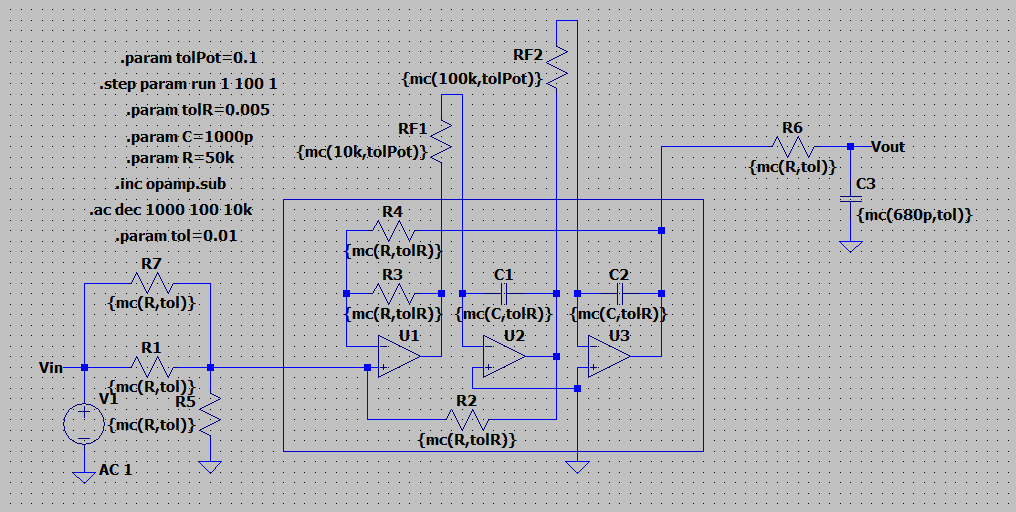 .param tolPot=0.1
.step param run 1 100 1
.param tolR=0.005
.param C=1000p
.param R=50k
.inc opamp.sub
.ac dec 1000 100 10k
.param tol=0.01
RF2
{mc(100k,tolPot)}
RF1
{mc(10k,tolPot)}
R6
{mc(R,tol)}
Vout
C3
{mc(680p,tol)}
R4
{mc(R,tolR)}
R3
{mc(R,tolR)}
C1
{mc(C,tolR)}
C2
{mc(C,tolR)}
U1
U2
U3
R7
{mc(R,tol)}
Vin
R1
{mc(R,tol)}
V1
AC 1
R5
{mc(R,tol)}
R2
{mc(R,tolR)}